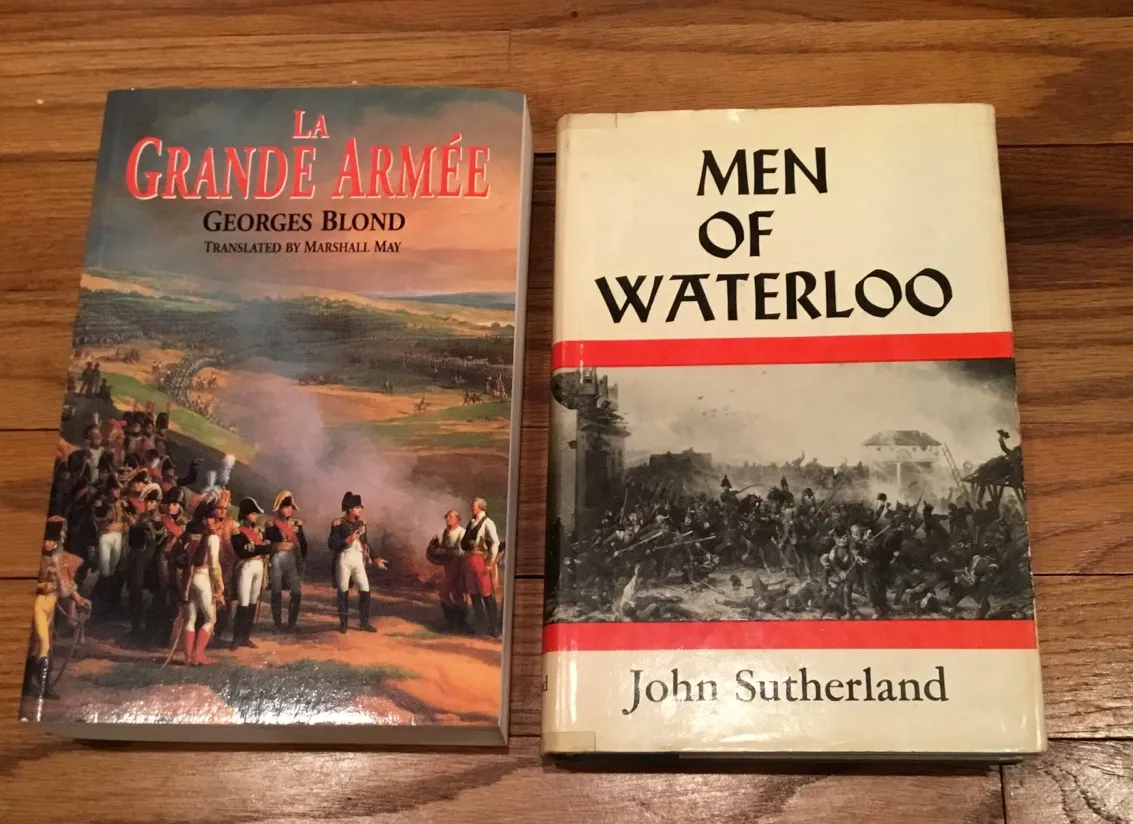 La
Grande Armée
Georges Blond
Translated by Marshall May
MEN
OF
WATERLOO
John Sutherland
d